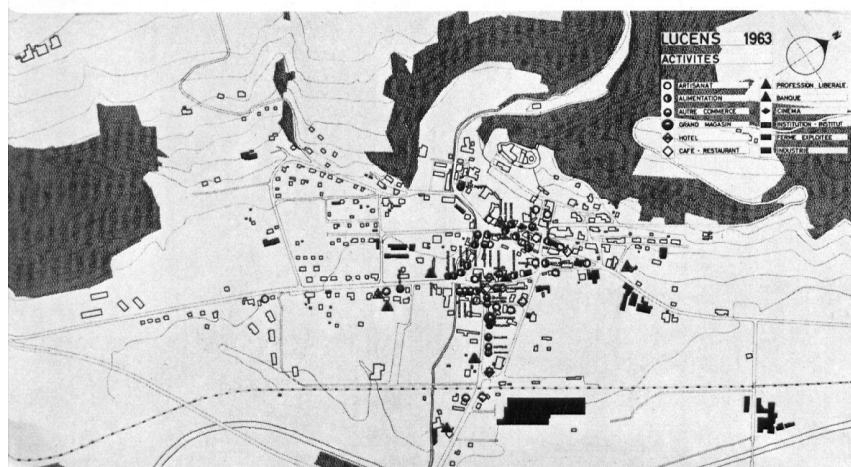 LUCENS 1963
ACTIVITES
N
ARTISANAT
ALIMENTATION
AUTRE COMMERCE
GRAND MAGASIN
HOTEL
CAFE - RESTAURANT
PROFESSION LIBERALE
BANQUE
CINEMA
INSTITUTION - INSTITUT
FERME EXPLOITEE
INDUSTRIE